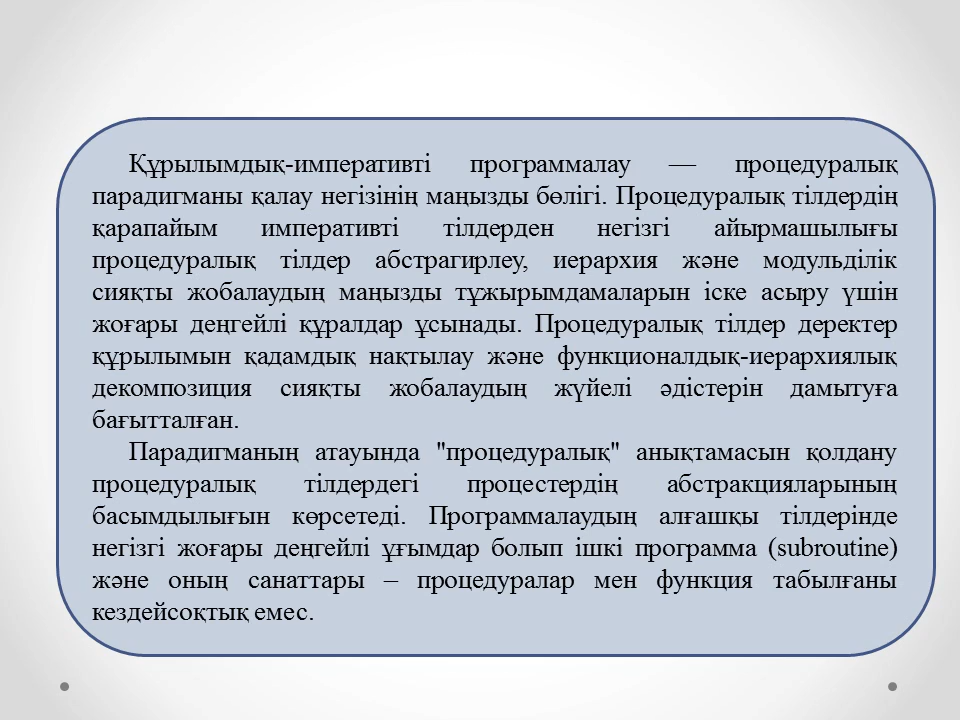 Құрылымдық-императивті программалау — процедуралық
парадигманы қалау негізінің маңызды бөлігі. Процедуралық тілдердің
қарапайым императивті тілдерден негізгі айырмашылығы
процедуралық тілдер абстрагирлеу, иерархия және модульділік
сияқты жобалаудың маңызды тұжырымдамаларын іске асыру үшін
жоғары деңгейлі құралдар ұсынады. Процедуралық тілдер деректер
құрылымын қадамдық нақтылау және функционалдық-иерархиялық
декомпозиция сияқты жобалаудың жүйелі әдістерін дамытуға
бағытталған.
Парадигманың атауында "процедуралық" анықтамасын қолдану
процедуралық тілдердегі процестердің абстракцияларының
басымдылығын көрсетеді. Программалаудың алғашқы тілдерінде
негізгі жоғары деңгейлі ұғымдар болып ішкі программа (subroutine)
және оның санаттары – процедуралар мен функция табылғаны
кездейсоқтық емес.